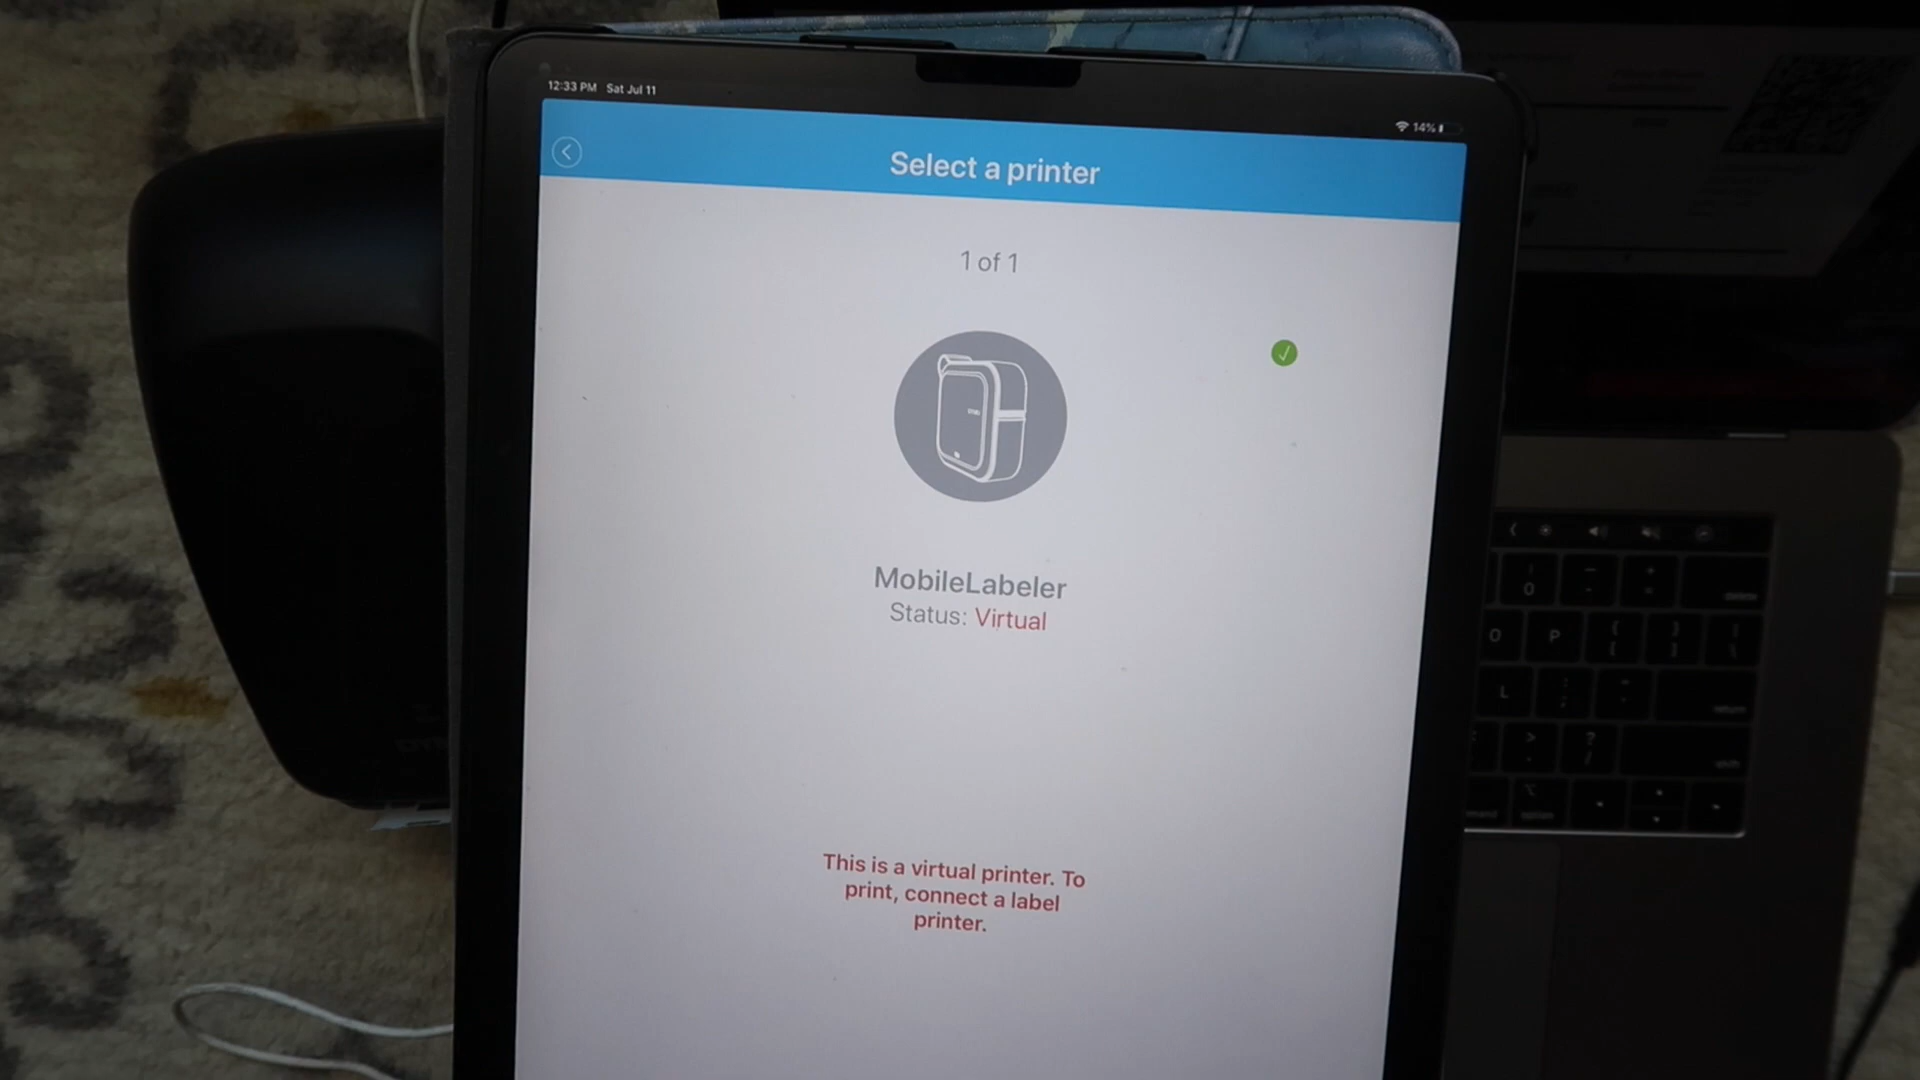 12:33 PM Sat Jul 11
14%
Select a printer
1 of 1
MobileLabeler
Status: Virtual
This is a virtual printer. To
print, connect a label
printer.
O P
L
option